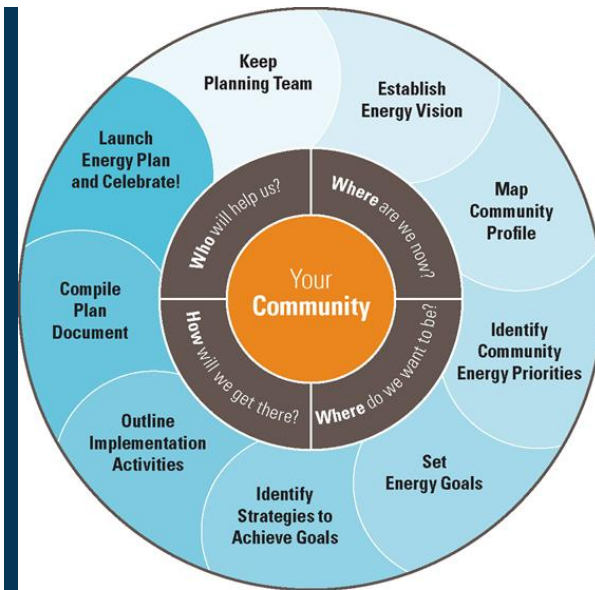 Keep
Planning Team
Establish
Energy Vision
Map
Community
Profile
Identify
Community
Energy Priorities
Set
Energy Goals
Identify
Strategies to
Achieve Goals
Outline
Implementation
Activities
Compile
Plan
Document
Launch
Energy Plan
and Celebrate!
Who will help us?
Where are we now?
Where do we want to be?
How will we get there?
Your
Community